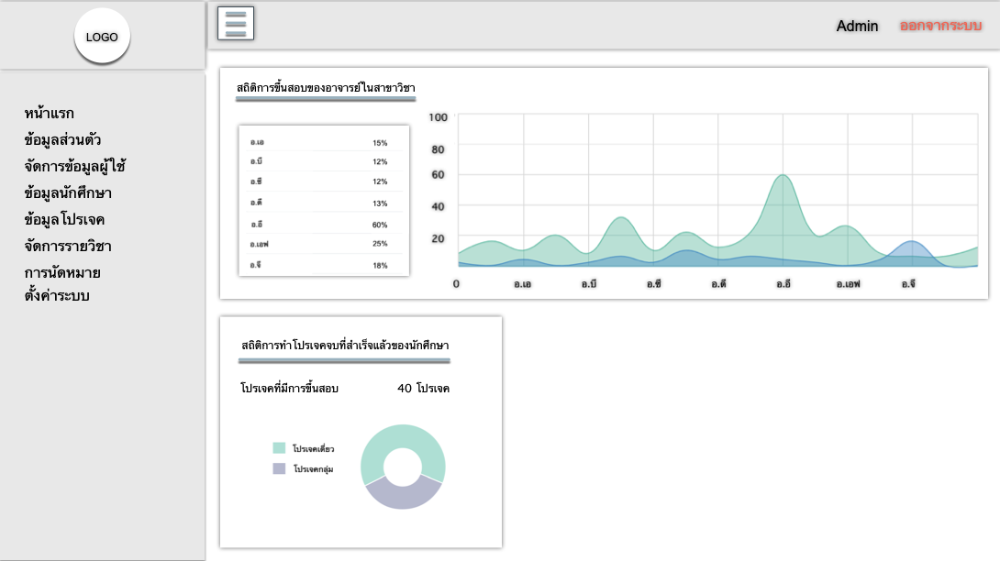 LOGO
Admin ออกจากระบบ
หน้าแรก
ข้อมูลส่วนตัว
จัดการข้อมูลผู้ใช้
ข้อมูลนักศึกษา
ข้อมูลโปรเจค
จัดการรายวิชา
การนัดหมาย
ตั้งค่าระบบ
สถิติการขึ้นสอบของอาจารย์ในสาขาวิชา
อ.เอ 15%
อ.บี 12%
อ.ซี 12%
อ.ดี 13%
อ.อี 60%
อ.เอฟ 25%
อ.จี 18%
100
80
60
40
20
0 อ.เอ อ.บี อ.ซี อ.ดี อ.อี อ.เอฟ อ.จี
สถิติการทำโปรเจคจบที่สำเร็จแล้วของนักศึกษา
โปรเจคที่มีการขึ้นสอบ 40 โปรเจค
โปรเจคเดี่ยว
โปรเจคกลุ่ม